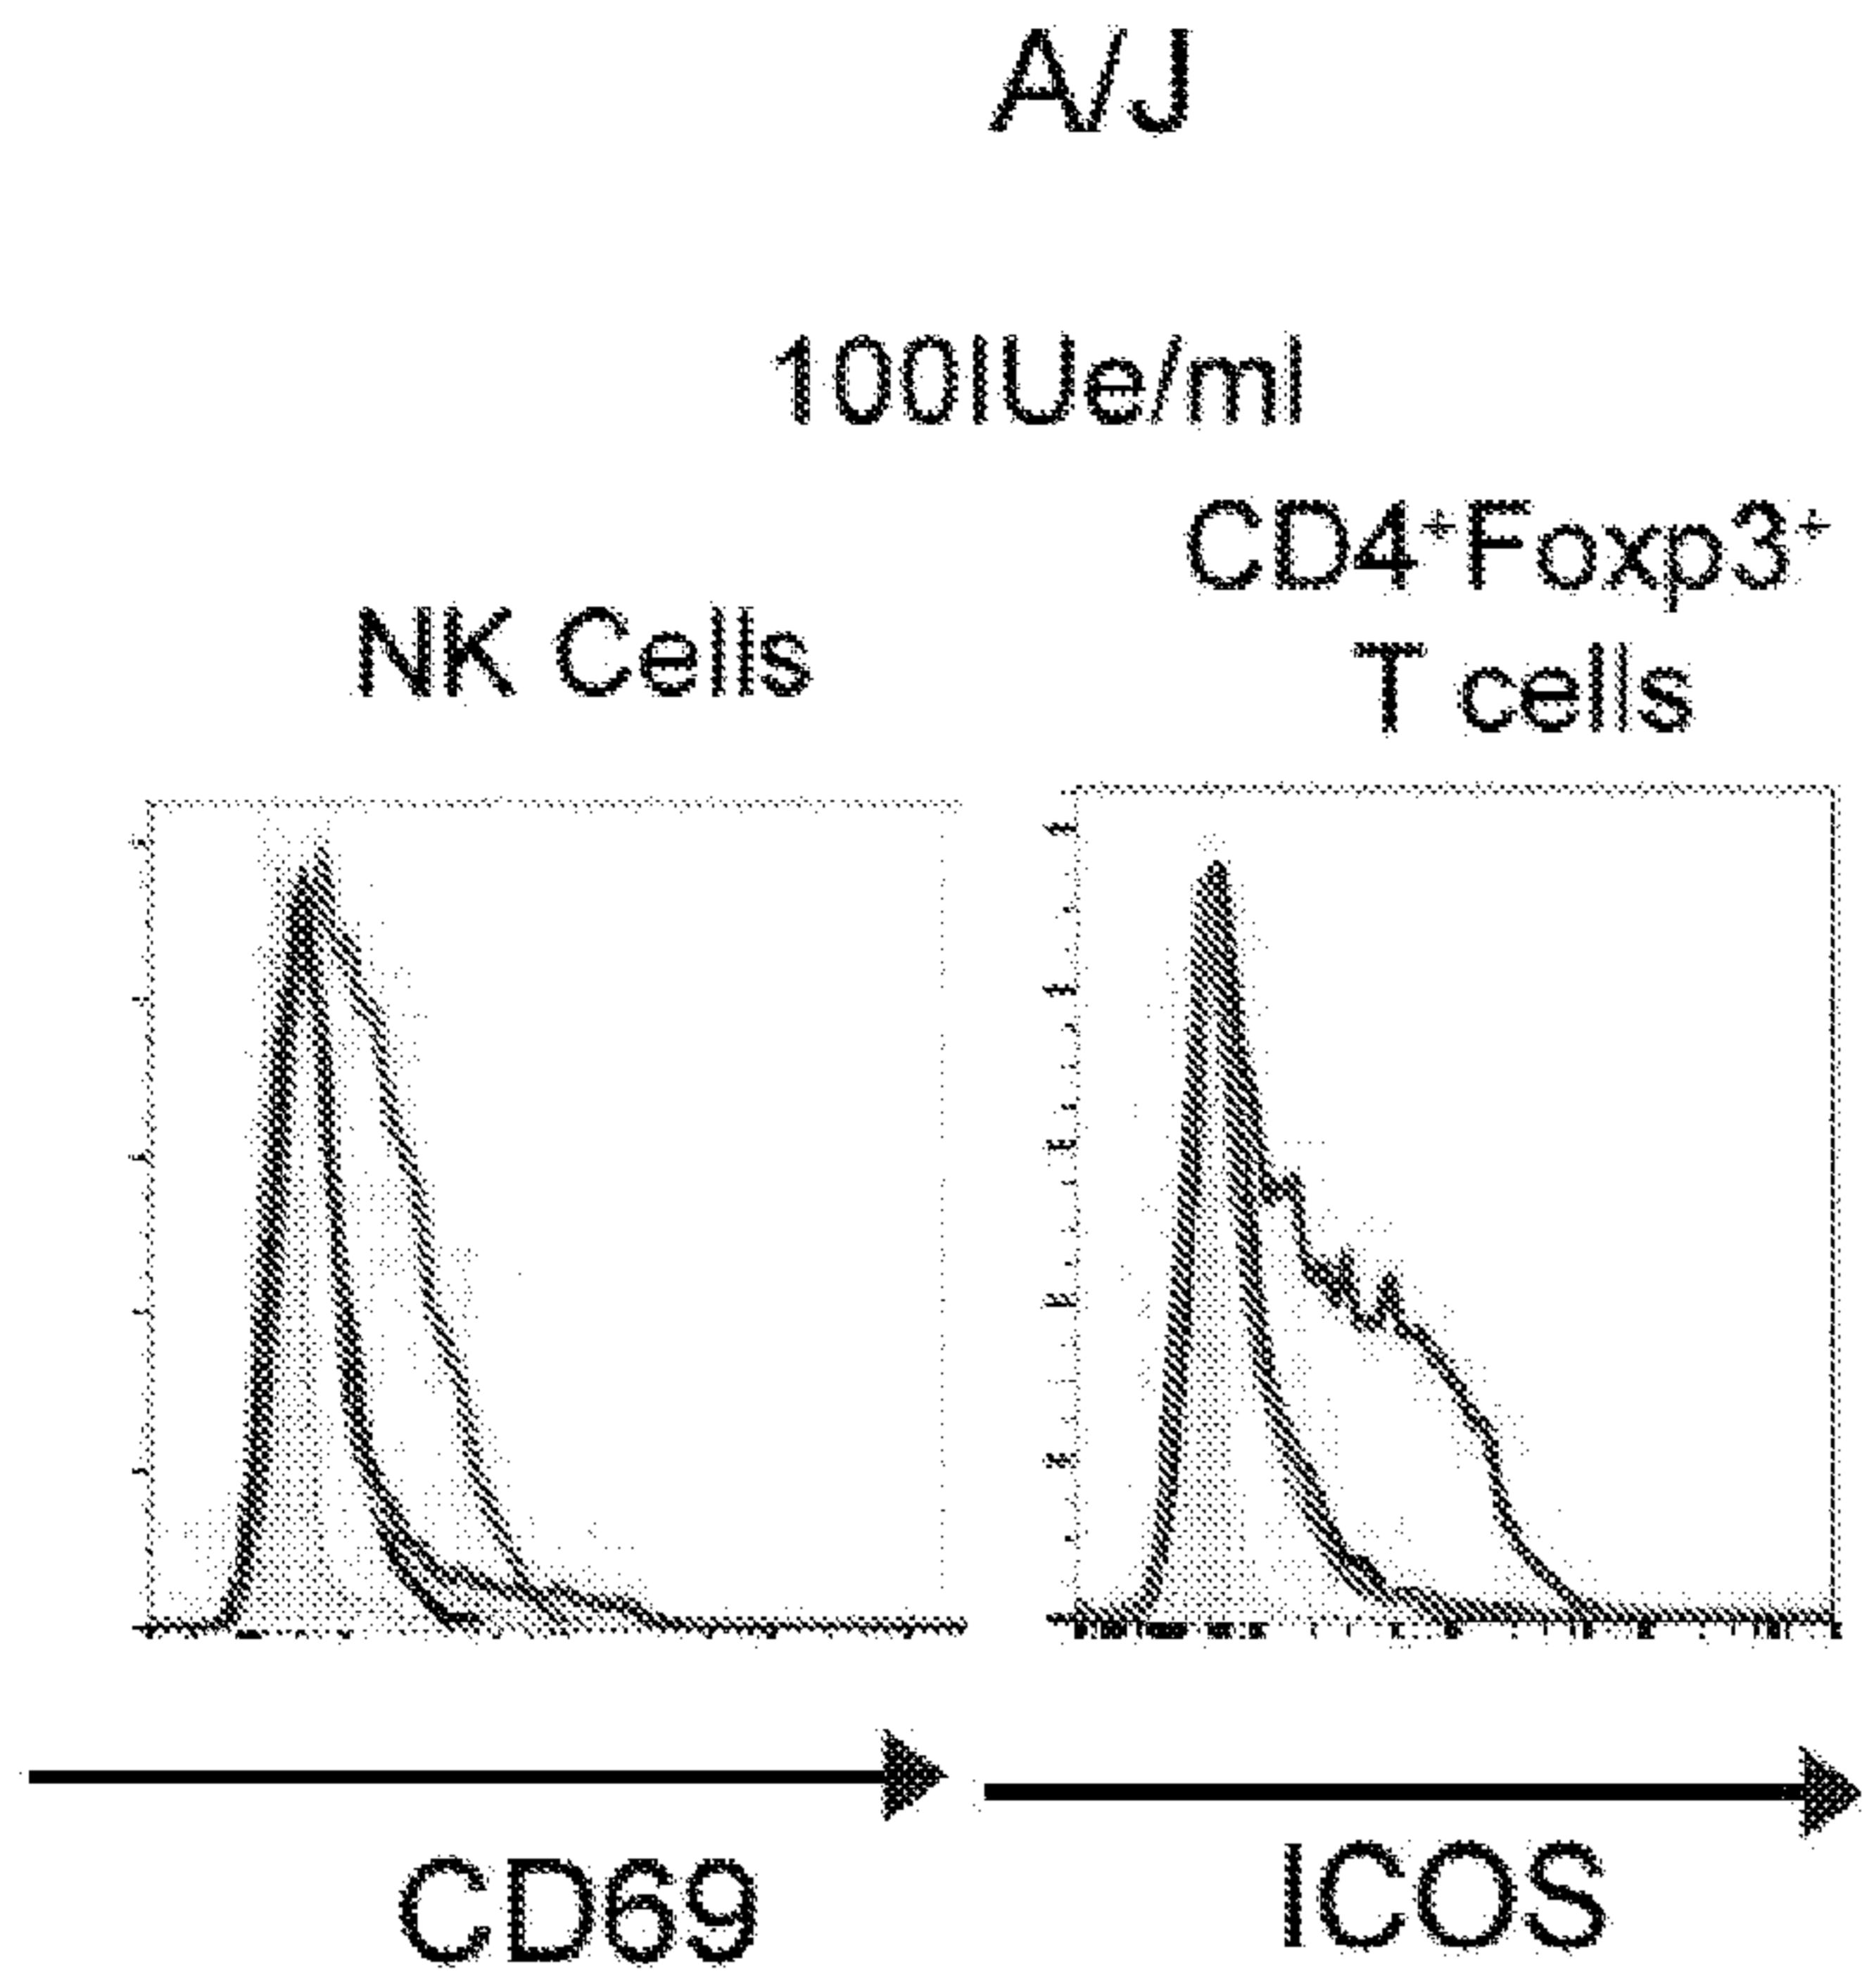 A/J
100IUe/ml
NK Cells
CD4⁺Foxp3⁺
T cells
CD69
ICOS